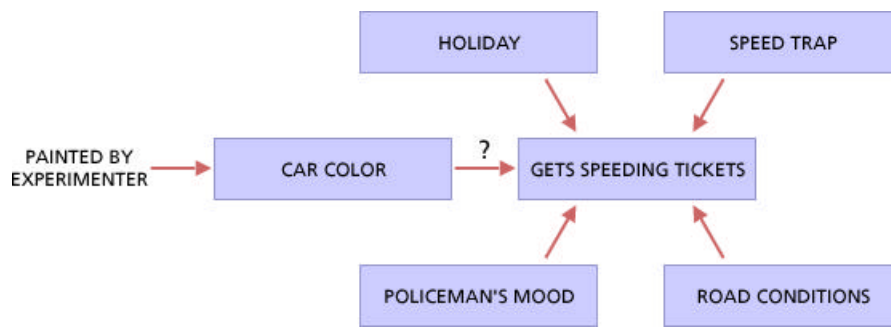 HOLIDAY
SPEED TRAP
PAINTED BY
EXPERIMENTER
CAR COLOR
?
GETS SPEEDING TICKETS
POLICEMAN'S MOOD
ROAD CONDITIONS